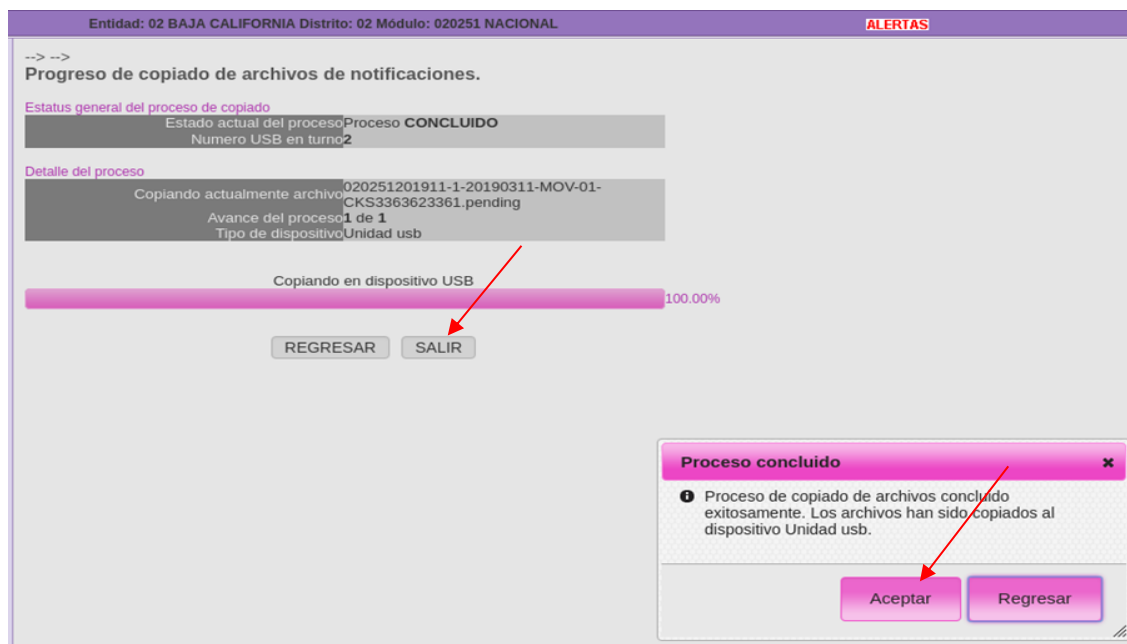 Entidad: 02 BAJA CALIFORNIA Distrito: 02 Módulo: 020251 NACIONAL
ALERTAS
--> -->
Progreso de copiado de archivos de notificaciones.
Estatus general del proceso de copiado
Estado actual del proceso Proceso CONCLUIDO
Numero USB en turno 2
Detalle del proceso
Copiando actualmente archivo 020251201911-1-20190311-MOV-01-
CKS3363623361.pending
Avance del proceso 1 de 1
Tipo de dispositivo Unidad usb
Copiando en dispositivo USB
100.00%
REGRESAR SALIR
Proceso concluido
Proceso de copiado de archivos concluido
exitosamente. Los archivos han sido copiados al
dispositivo Unidad usb.
Aceptar Regresar